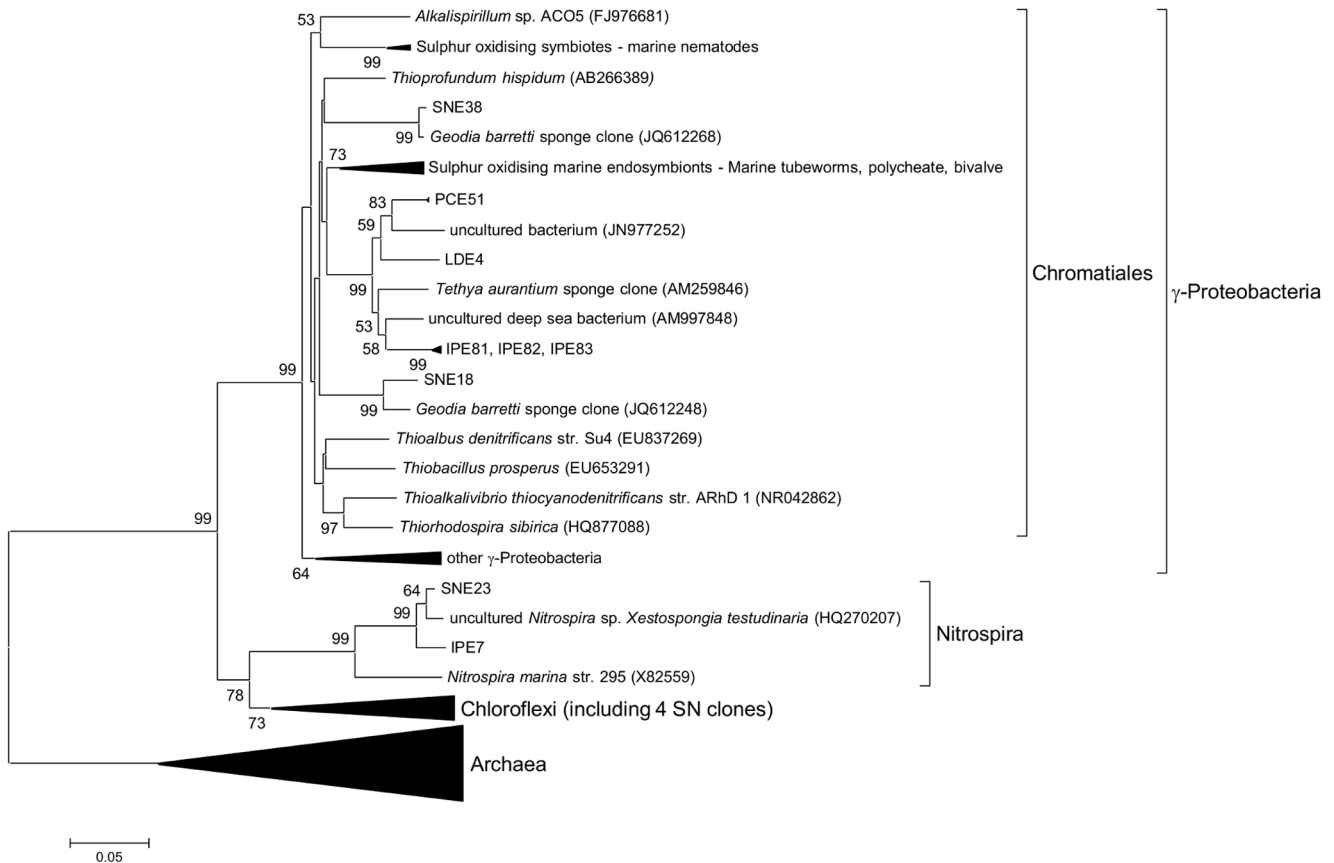 53
Alkalispirillum sp. ACO5 (FJ976681)
Sulphur oxidising symbiotes - marine nematodes
99
Thioprofundum hispidum (AB266389)
SNE38
99
Geodia barretti sponge clone (JQ612268)
73
Sulphur oxidising marine endosymbionts - Marine tubeworms, polycheate, bivalve
83
PCE51
59
uncultured bacterium (JN977252)
LDE4
99
Tethya aurantium sponge clone (AM259846)
53
uncultured deep sea bacterium (AM997848)
58
IPE81, IPE82, IPE83
99
99
SNE18
99
Geodia barretti sponge clone (JQ612248)
Thioalbus denitrificans str. Su4 (EU837269)
Thiobacillus prosperus (EU653291)
Thioalkalivibrio thiocyanodenitrificans str. ARhD 1 (NR042862)
97
Thiorhodospira sibirica (HQ877088)
Chromatiales
γ-Proteobacteria
99
other γ-Proteobacteria
64
64
SNE23
99
uncultured Nitrospira sp. Xestospongia testudinaria (HQ270207)
99
IPE7
Nitrospira marina str. 295 (X82559)
Nitrospira
78
Chloroflexi (including 4 SN clones)
73
Archaea
0.05